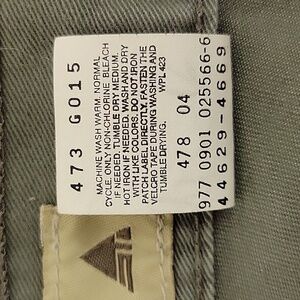 473 G015
MACHINE WASH WARM, NORMAL
CYCLE. ONLY NON-CHLORINE BLEACH
IF NEEDED. TUMBLE DRY MEDIUM.
HOT IRON IF NEEDED. WASH AND DRY
WITH LIKE COLORS. DO NOT IRON
PATCH LABEL DIRECTLY. FASTEN THE
VELCRO TAPE DURING WASHING AND
TUMBLE DRYING. WPL 423
478 04
977 0901 025566-6
44629-4669